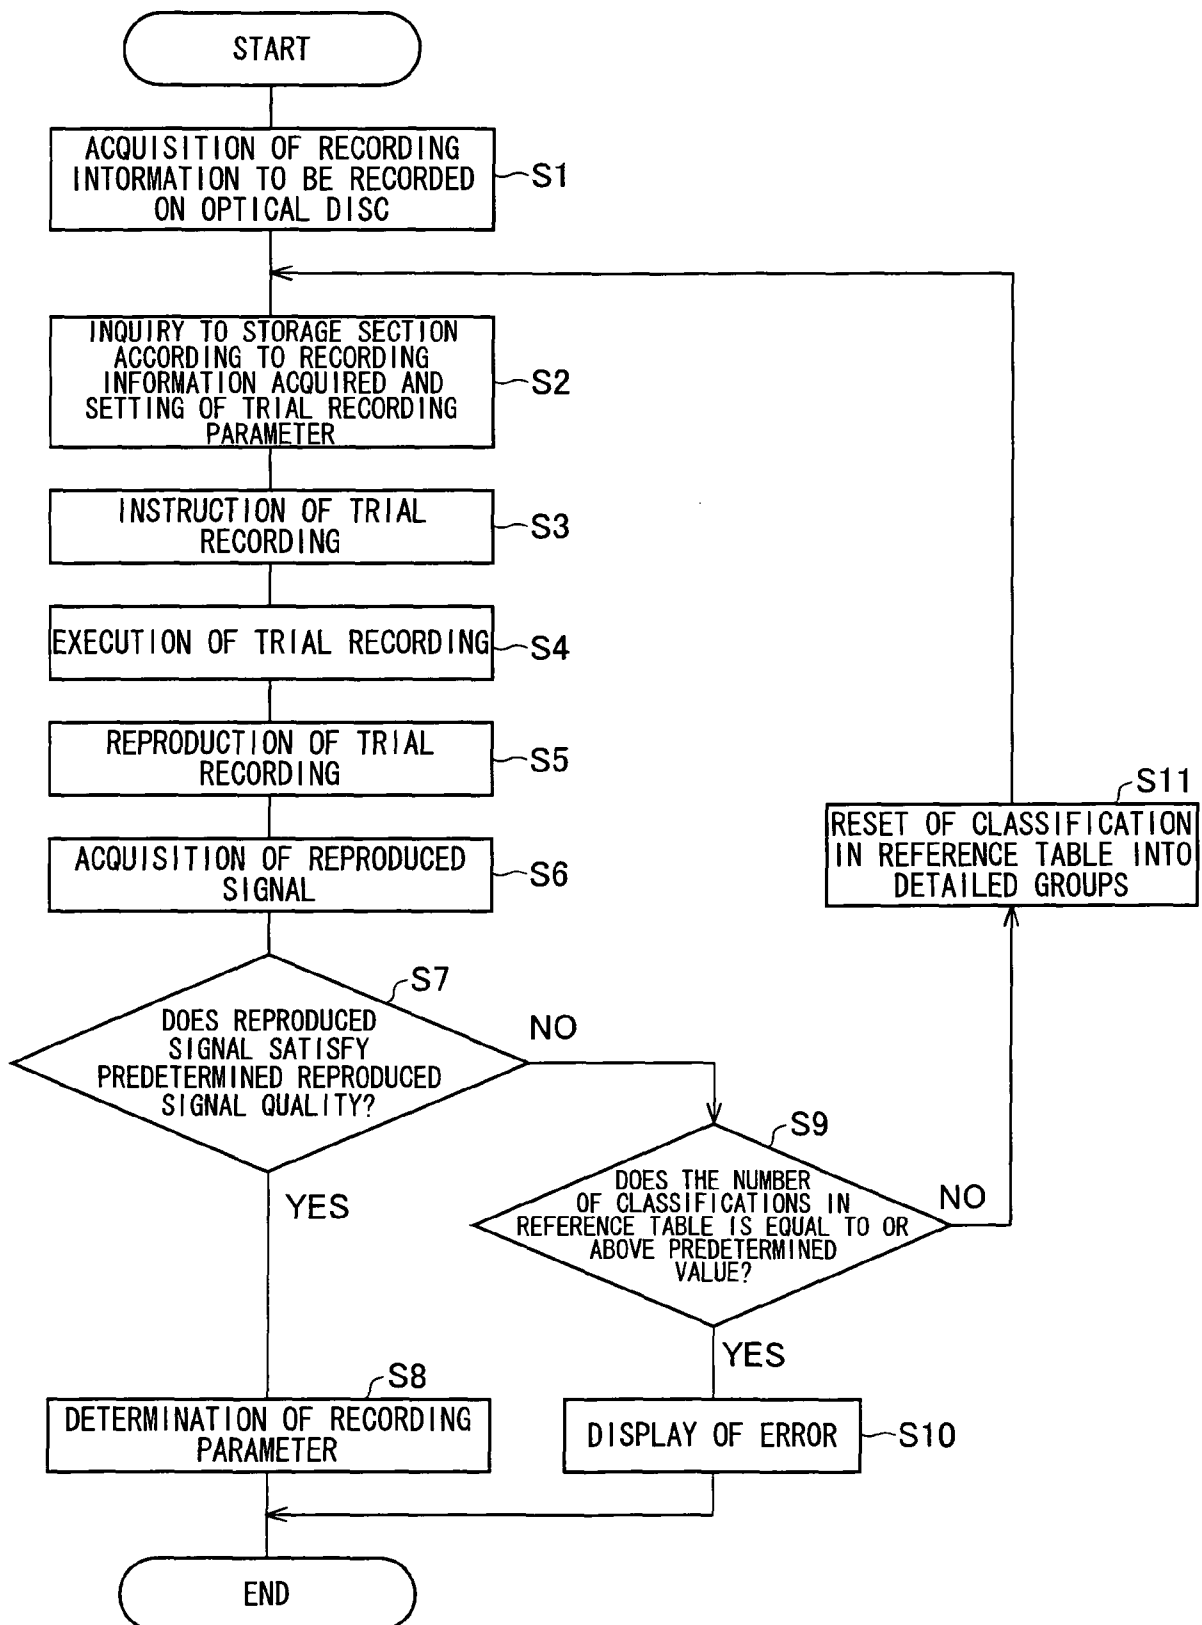 START
ACQUISITION OF RECORDING
INTORMATION TO BE RECORDED
ON OPTICAL DISC
S1
INQUIRY TO STORAGE SECTION
ACCORDING TO RECORDING
INFORMATION ACQUIRED AND
SETTING OF TRIAL RECORDING
PARAMETER
S2
INSTRUCTION OF TRIAL
RECORDING
S3
EXECUTION OF TRIAL RECORDING
S4
REPRODUCTION OF TRIAL
RECORDING
S5
ACQUISITION OF REPRODUCED
SIGNAL
S6
S11
RESET OF CLASSIFICATION
IN REFERENCE TABLE INTO
DETAILED GROUPS
S7
DOES REPRODUCED
SIGNAL SATISFY
PREDETERMINED REPRODUCED
SIGNAL QUALITY?
NO
YES
S9
DOES THE NUMBER
OF CLASSIFICATIONS IN
REFERENCE TABLE IS EQUAL TO OR
ABOVE PREDETERMINED
VALUE?
NO
YES
S8
DETERMINATION OF RECORDING
PARAMETER
DISPLAY OF ERROR
S10
END